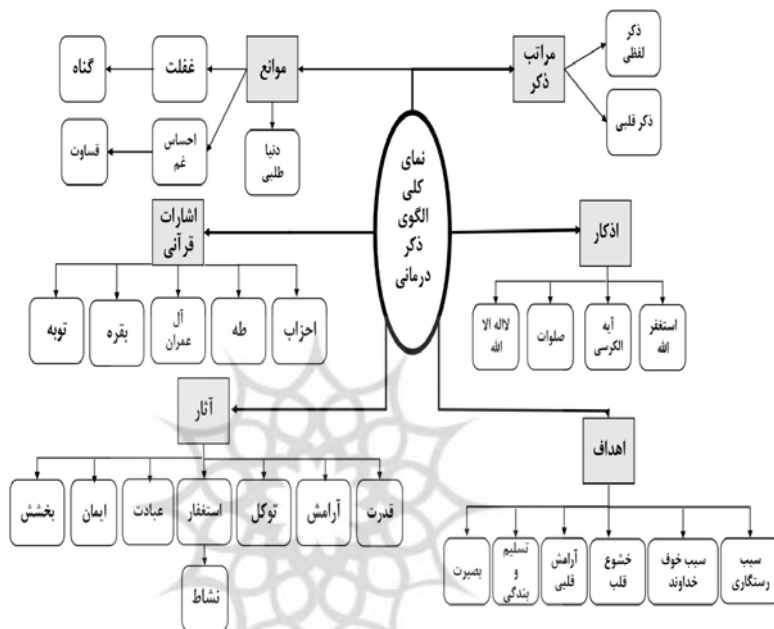 ذکر
لفظی
مراتب
ذکر
ذکر قلبی
موانع
غفلت
گناه
احساس
غم
قساوت
دنیا
طلبی
نمای
کلی
الگوی
ذکر
درمانی
اشارات
قرآنی
احزاب
طه
آل
عمران
بقره
توبه
اذکار
استغفر
الله
آیه
الکرسی
صلوات
لااله الا
الله
آثار
قدرت
آرامش
توکل
استغفار
عبادت
ایمان
بخشش
نشاط
اهداف
سبب
رستگاری
سبب خوف
خداوند
خشوع
قلب
آرامش
قلبی
تسلیم
و
بندگی
بصیرت